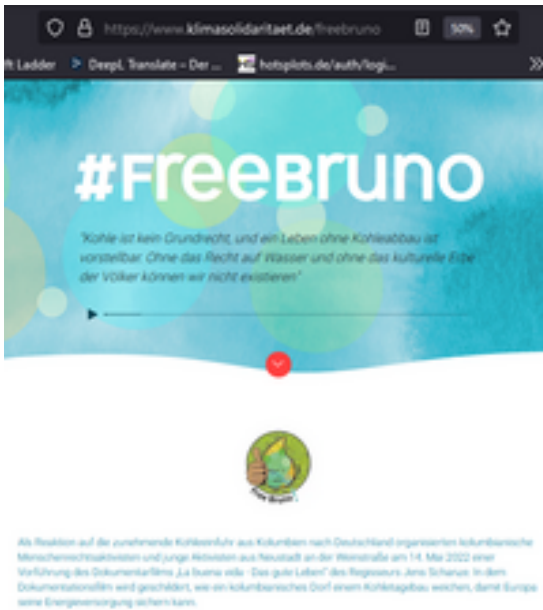 https://www.klimasolidaritaet.de/freebruno 50%
ft Ladder DeepL Translate – Der ... hotsplots.de/auth/logi...
#FreeBruno
"Kohle ist kein Grundrecht, und ein Leben ohne Kohleabbau ist
vorstellbar. Ohne das Recht auf Wasser und ohne das kulturelle Erbe
der Völker können wir nicht existieren"
Free Bruno
Als Reaktion auf die zunehmende Kohleeinfuhr aus Kolumbien nach Deutschland organisierten kolumbianische
Menschenrechtsaktivisten und junge Aktivisten aus Neustadt an der Weinstraße am 14. Mai 2022 einer
Vorführung des Dokumentarfilms „La buena vida - Das gute Leben" des Regisseurs Jens Schanze. In dem
Dokumentationsfilm wird geschildert, wie ein kolumbianisches Dorf einem Kohletagebau weichen, damit Europa
seine Energieversorgung sichern kann.